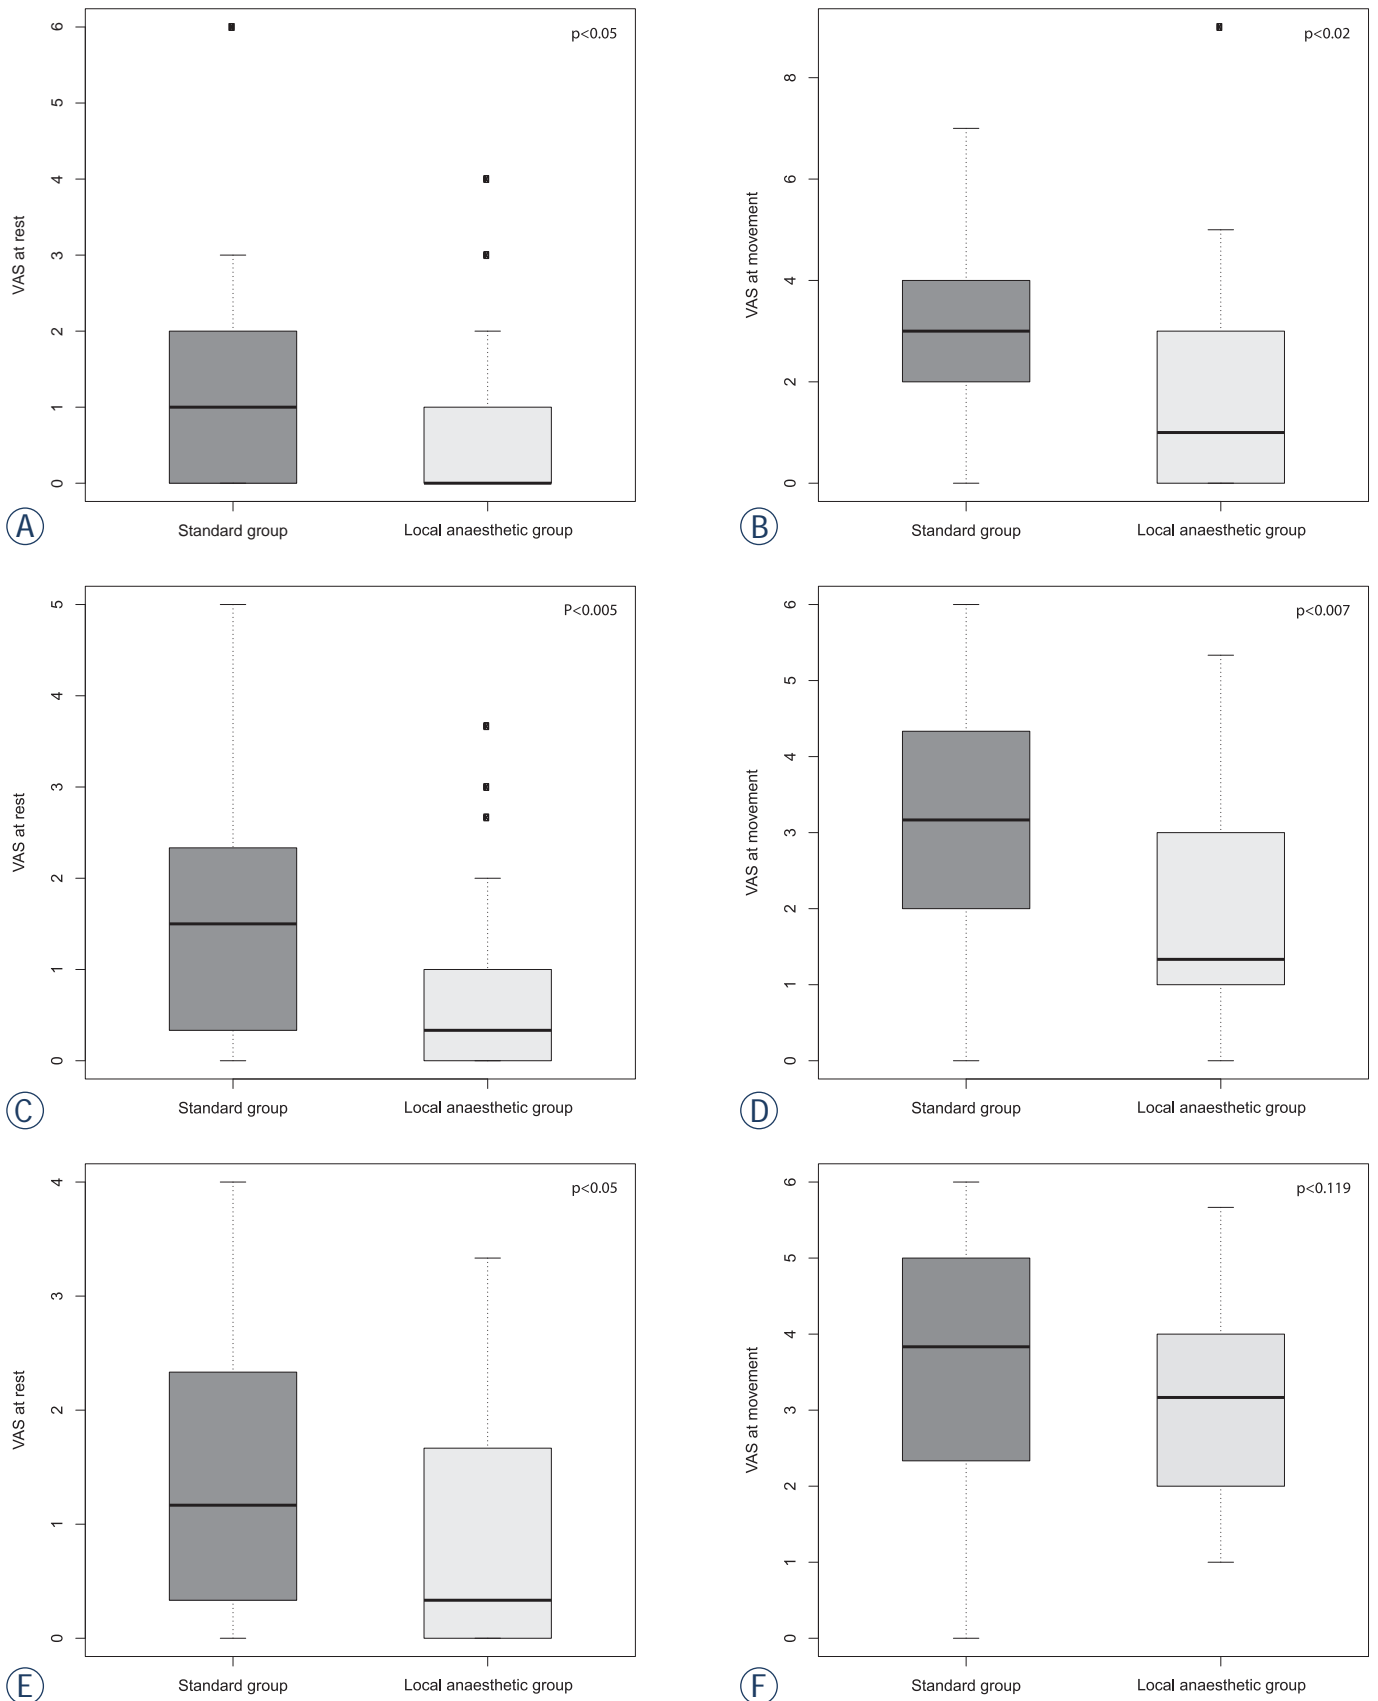 p<0.05
VAS at rest
0
1
2
3
4
5
6
Standard group
Local anaesthetic group
A
p<0.02
VAS at movement
0
2
4
6
8
Standard group
Local anaesthetic group
B
P<0.005
VAS at rest
0
1
2
3
4
5
Standard group
Local anaesthetic group
C
p<0.007
VAS at movement
0
1
2
3
4
5
6
Standard group
Local anaesthetic group
D
p<0.05
VAS at rest
0
1
2
3
4
Standard group
Local anaesthetic group
E
p<0.119
VAS at movement
0
1
2
3
4
5
6
Standard group
Local anaesthetic group
F